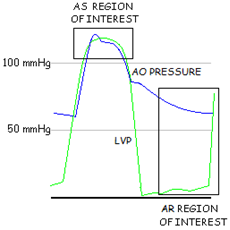 AS REGION
OF INTEREST
100 mmHg
AO PRESSURE
50 mmHg
LVP
AR REGION
OF INTEREST